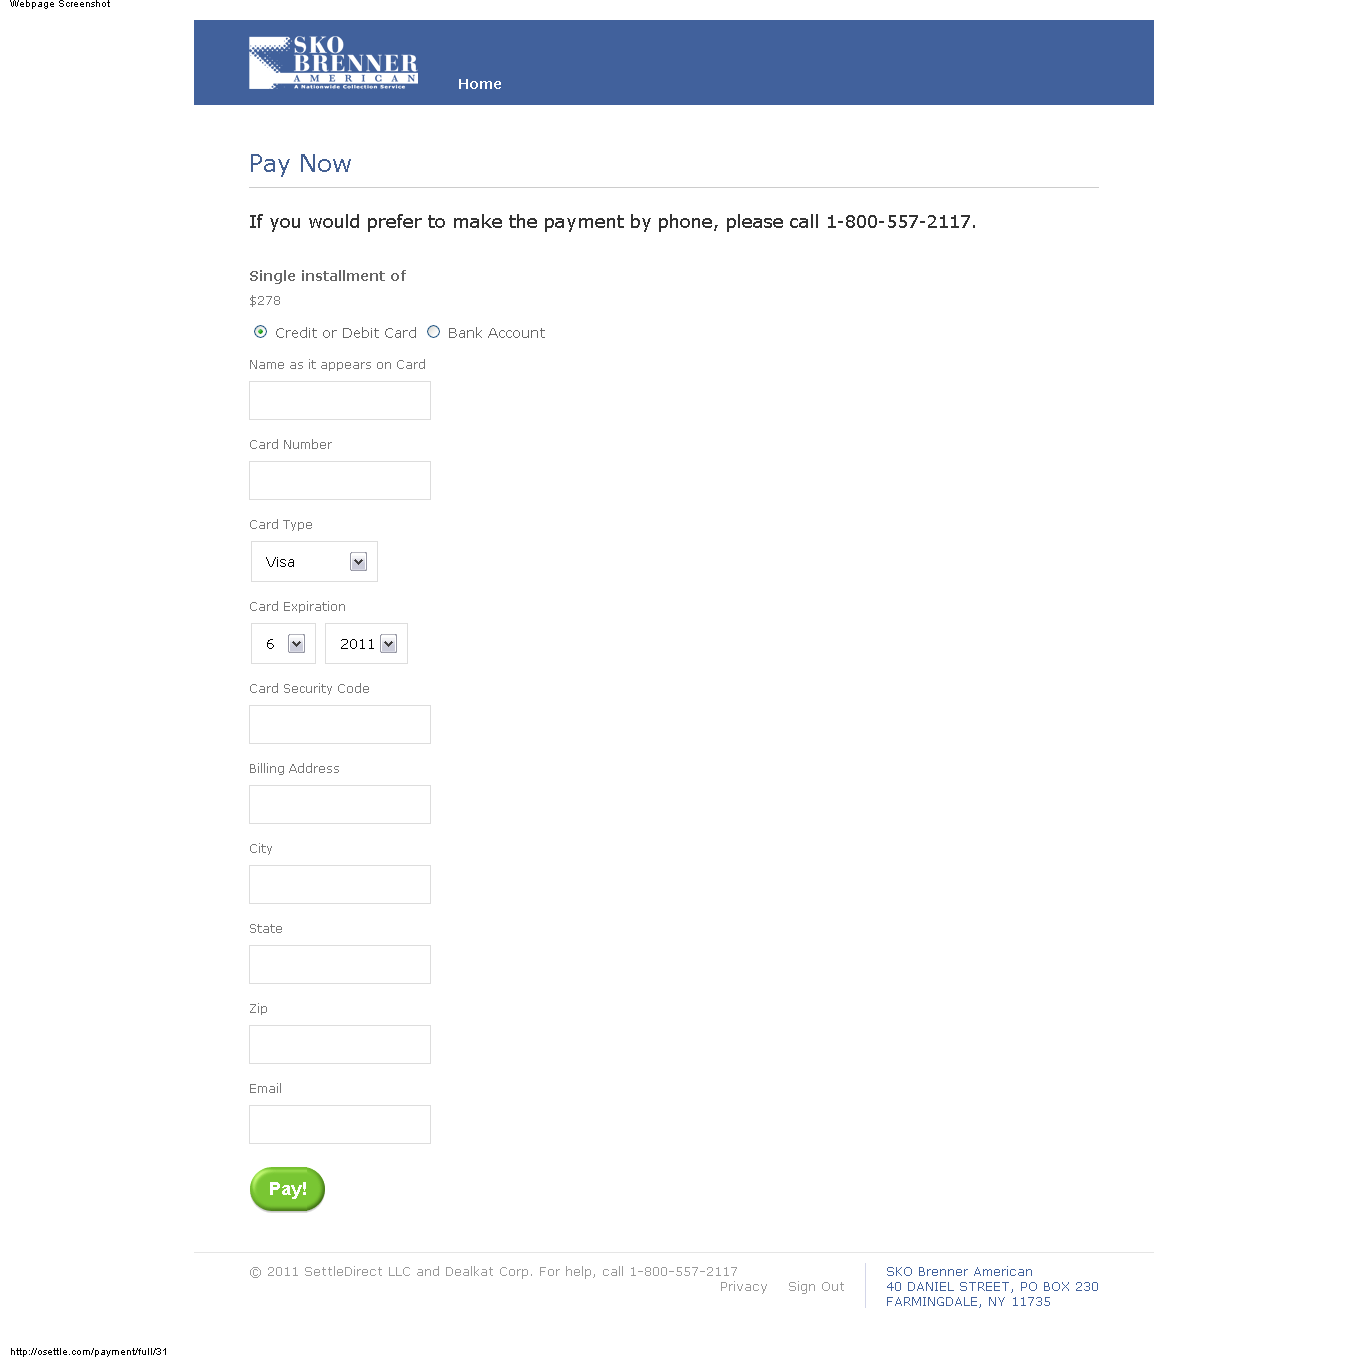 Webpage Screenshot
SKO
BRENNER
AMERICAN
A Nationwide Collection Service
Home
Pay Now
If you would prefer to make the payment by phone, please call 1-800-557-2117.
Single installment of
$278
Credit or Debit Card Bank Account
Name as it appears on Card
Card Number
Card Type
Visa
Card Expiration
6 2011
Card Security Code
Billing Address
City
State
Zip
Email
Pay!
© 2011 SettleDirect LLC and Dealkat Corp. For help, call 1-800-557-2117
Privacy Sign Out
SKO Brenner American
40 DANIEL STREET, PO BOX 230
FARMINGDALE, NY 11735
http://osettle.com/payment/full/31